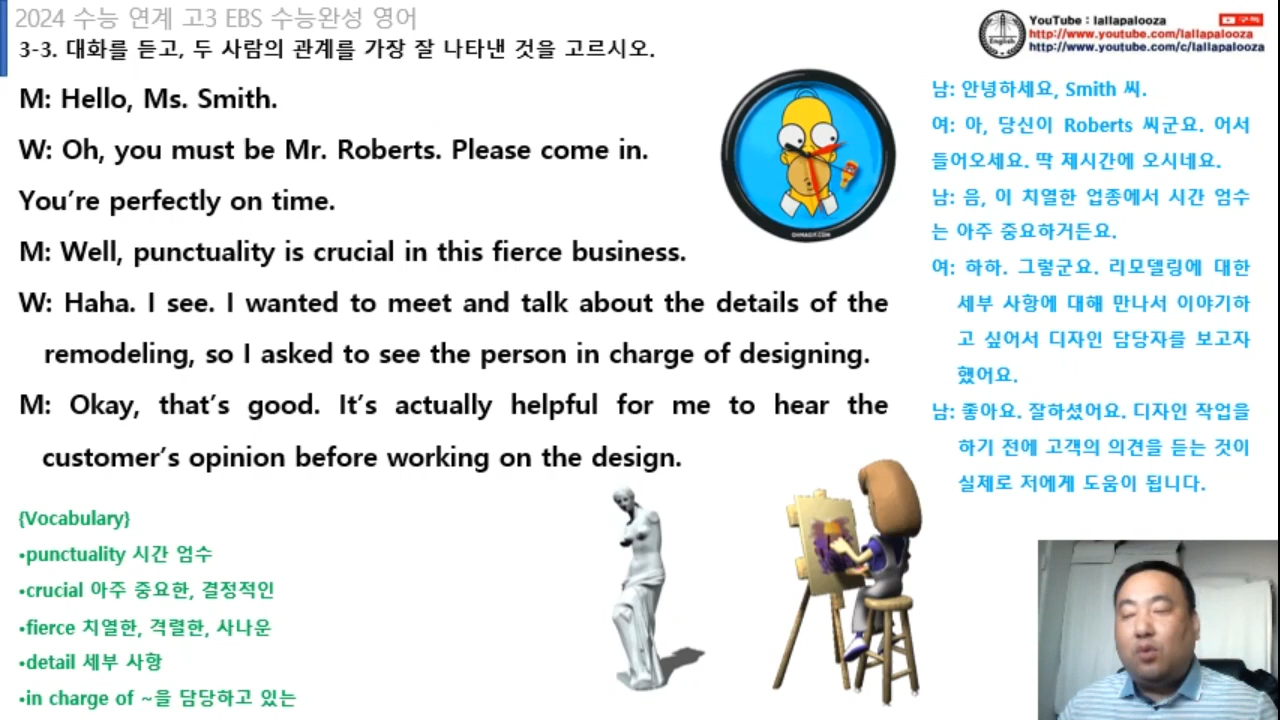 2024 수능 연계 고3 EBS 수능완성 영어
3-3. 대화를 듣고, 두 사람의 관계를 가장 잘 나타낸 것을 고르시오.
YouTube : lallapalooza
구독
http://www.youtube.com/lallapalooza
http://www.youtube.com/c/lallapalooza
English
M: Hello, Ms. Smith.
W: Oh, you must be Mr. Roberts. Please come in.
You’re perfectly on time.
M: Well, punctuality is crucial in this fierce business.
W: Haha. I see. I wanted to meet and talk about the details of the
remodeling, so I asked to see the person in charge of designing.
M: Okay, that’s good. It’s actually helpful for me to hear the
customer’s opinion before working on the design.
남: 안녕하세요, Smith 씨.
여: 아, 당신이 Roberts 씨군요. 어서
들어오세요. 딱 제시간에 오시네요.
남: 음, 이 치열한 업종에서 시간 엄수
는 아주 중요하거든요.
여: 하하. 그렇군요. 리모델링에 대한
세부 사항에 대해 만나서 이야기하
고 싶어서 디자인 담당자를 보고자
했어요.
남: 좋아요. 잘하셨어요. 디자인 작업을
하기 전에 고객의 의견을 듣는 것이
실제로 저에게 도움이 됩니다.
{Vocabulary}
•punctuality 시간 엄수
•crucial 아주 중요한, 결정적인
•fierce 치열한, 격렬한, 사나운
•detail 세부 사항
•in charge of ~을 담당하고 있는